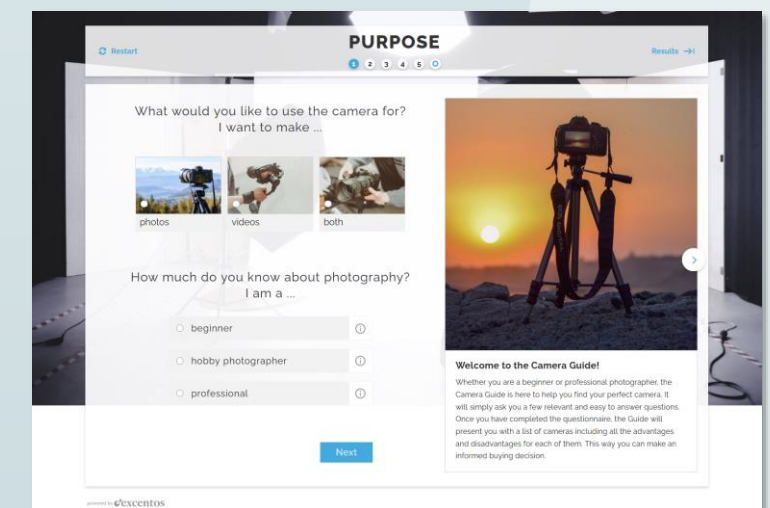 Restart
PURPOSE
Results
1 2 3 4 5
What would you like to use the camera for?
I want to make ...
photos
videos
both
How much do you know about photography?
I am a ...
beginner
hobby photographer
professional
Next
Welcome to the Camera Guide!
Whether you are a beginner or professional photographer, the
Camera Guide is here to help you find your perfect camera. It
will simply ask you a few relevant and easy to answer questions.
Once you have completed the questionnaire, the Guide will
present you with a list of cameras including all the advantages
and disadvantages for each of them. This way you can make an
informed buying decision.
powered by excentos